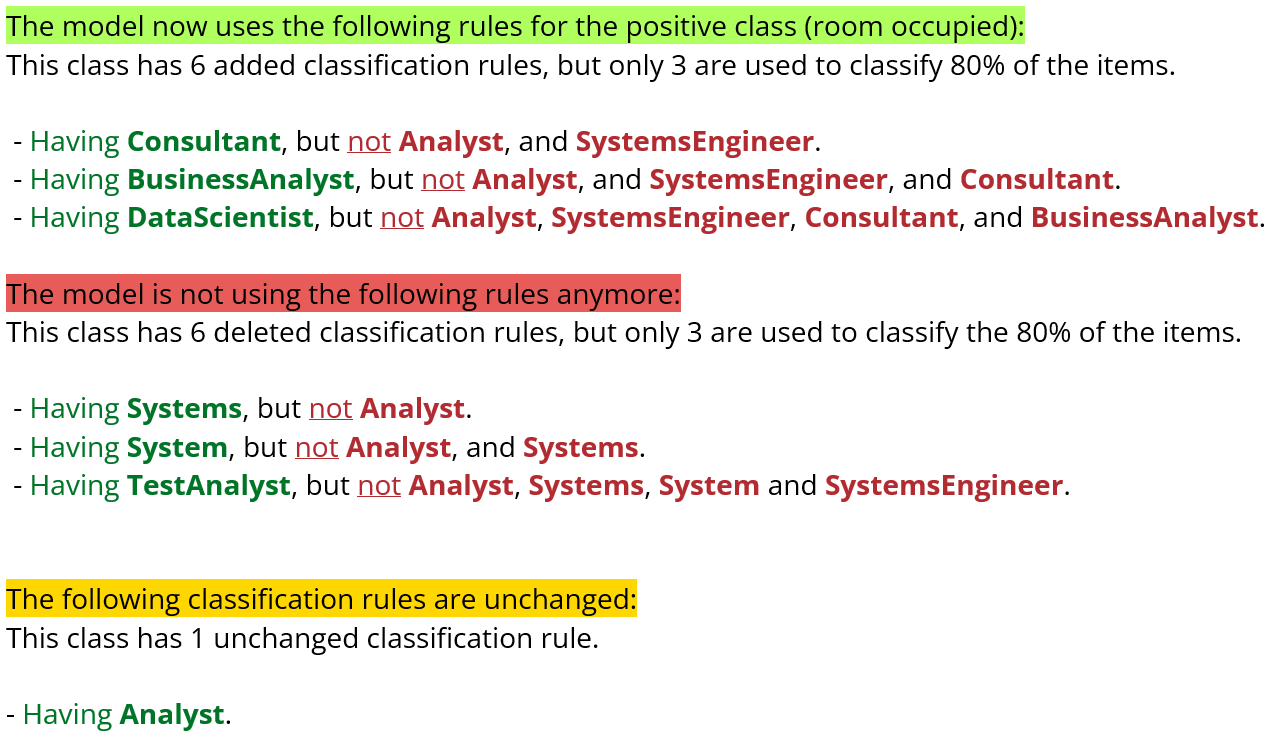 The model now uses the following rules for the positive class (room occupied):
This class has 6 added classification rules, but only 3 are used to classify 80% of the items.
- Having Consultant, but not Analyst, and SystemsEngineer.
- Having BusinessAnalyst, but not Analyst, and SystemsEngineer, and Consultant.
- Having DataScientist, but not Analyst, SystemsEngineer, Consultant, and BusinessAnalyst.
The model is not using the following rules anymore:
This class has 6 deleted classification rules, but only 3 are used to classify the 80% of the items.
- Having Systems, but not Analyst.
- Having System, but not Analyst, and Systems.
- Having TestAnalyst, but not Analyst, Systems, System and SystemsEngineer.
The following classification rules are unchanged:
This class has 1 unchanged classification rule.
- Having Analyst.